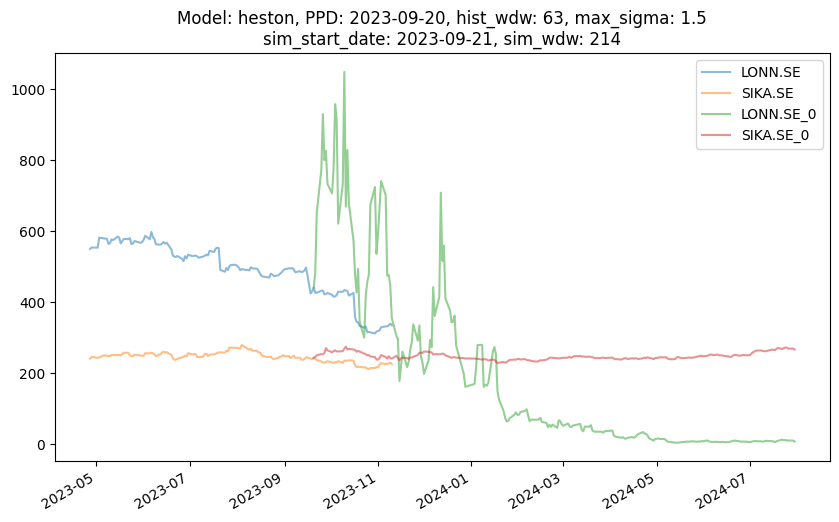 Model: heston, PPD: 2023-09-20, hist_wdw: 63, max_sigma: 1.5
sim_start_date: 2023-09-21, sim_wdw: 214
LONN.SE
SIKA.SE
LONN.SE_0
SIKA.SE_0
1000
800
600
400
200
0
2023-05
2023-07
2023-09
2023-11
2024-01
2024-03
2024-05
2024-07